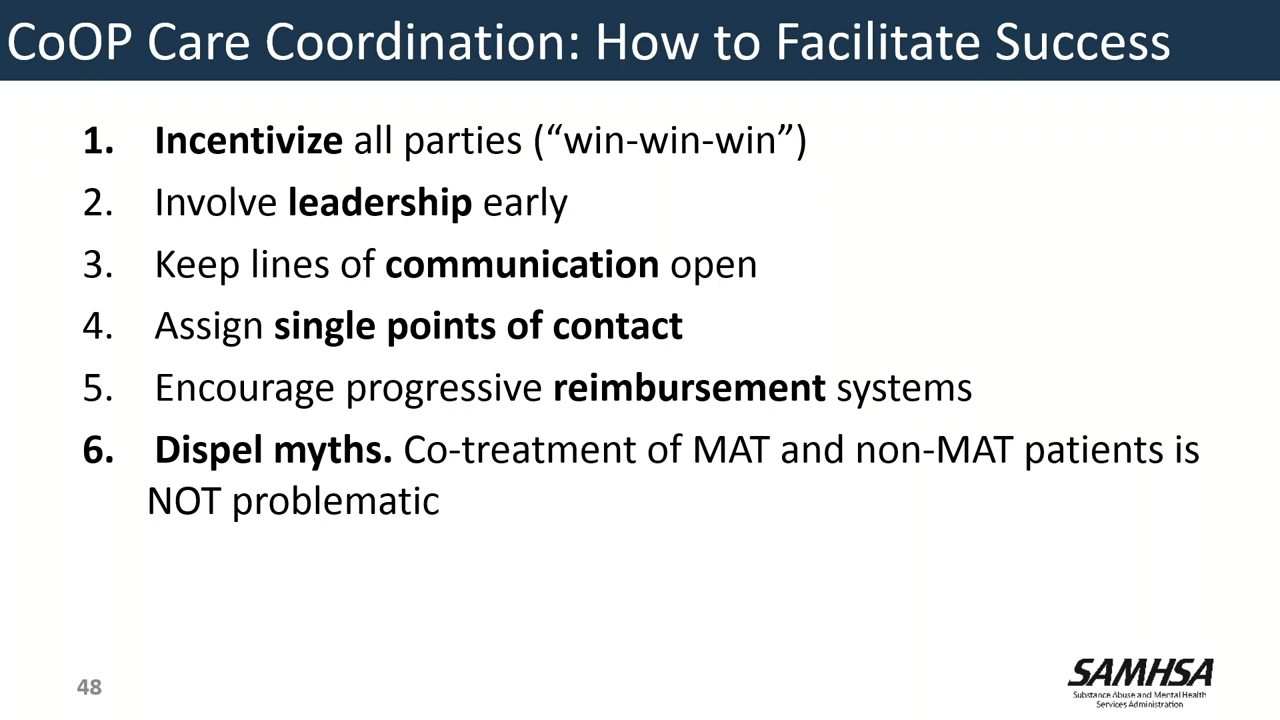 CoOP Care Coordination: How to Facilitate Success
1. Incentivize all parties (“win-win-win”)
2. Involve leadership early
3. Keep lines of communication open
4. Assign single points of contact
5. Encourage progressive reimbursement systems
6. Dispel myths. Co-treatment of MAT and non-MAT patients is
NOT problematic
48
SAMHSA
Substance Abuse and Mental Health
Services Administration